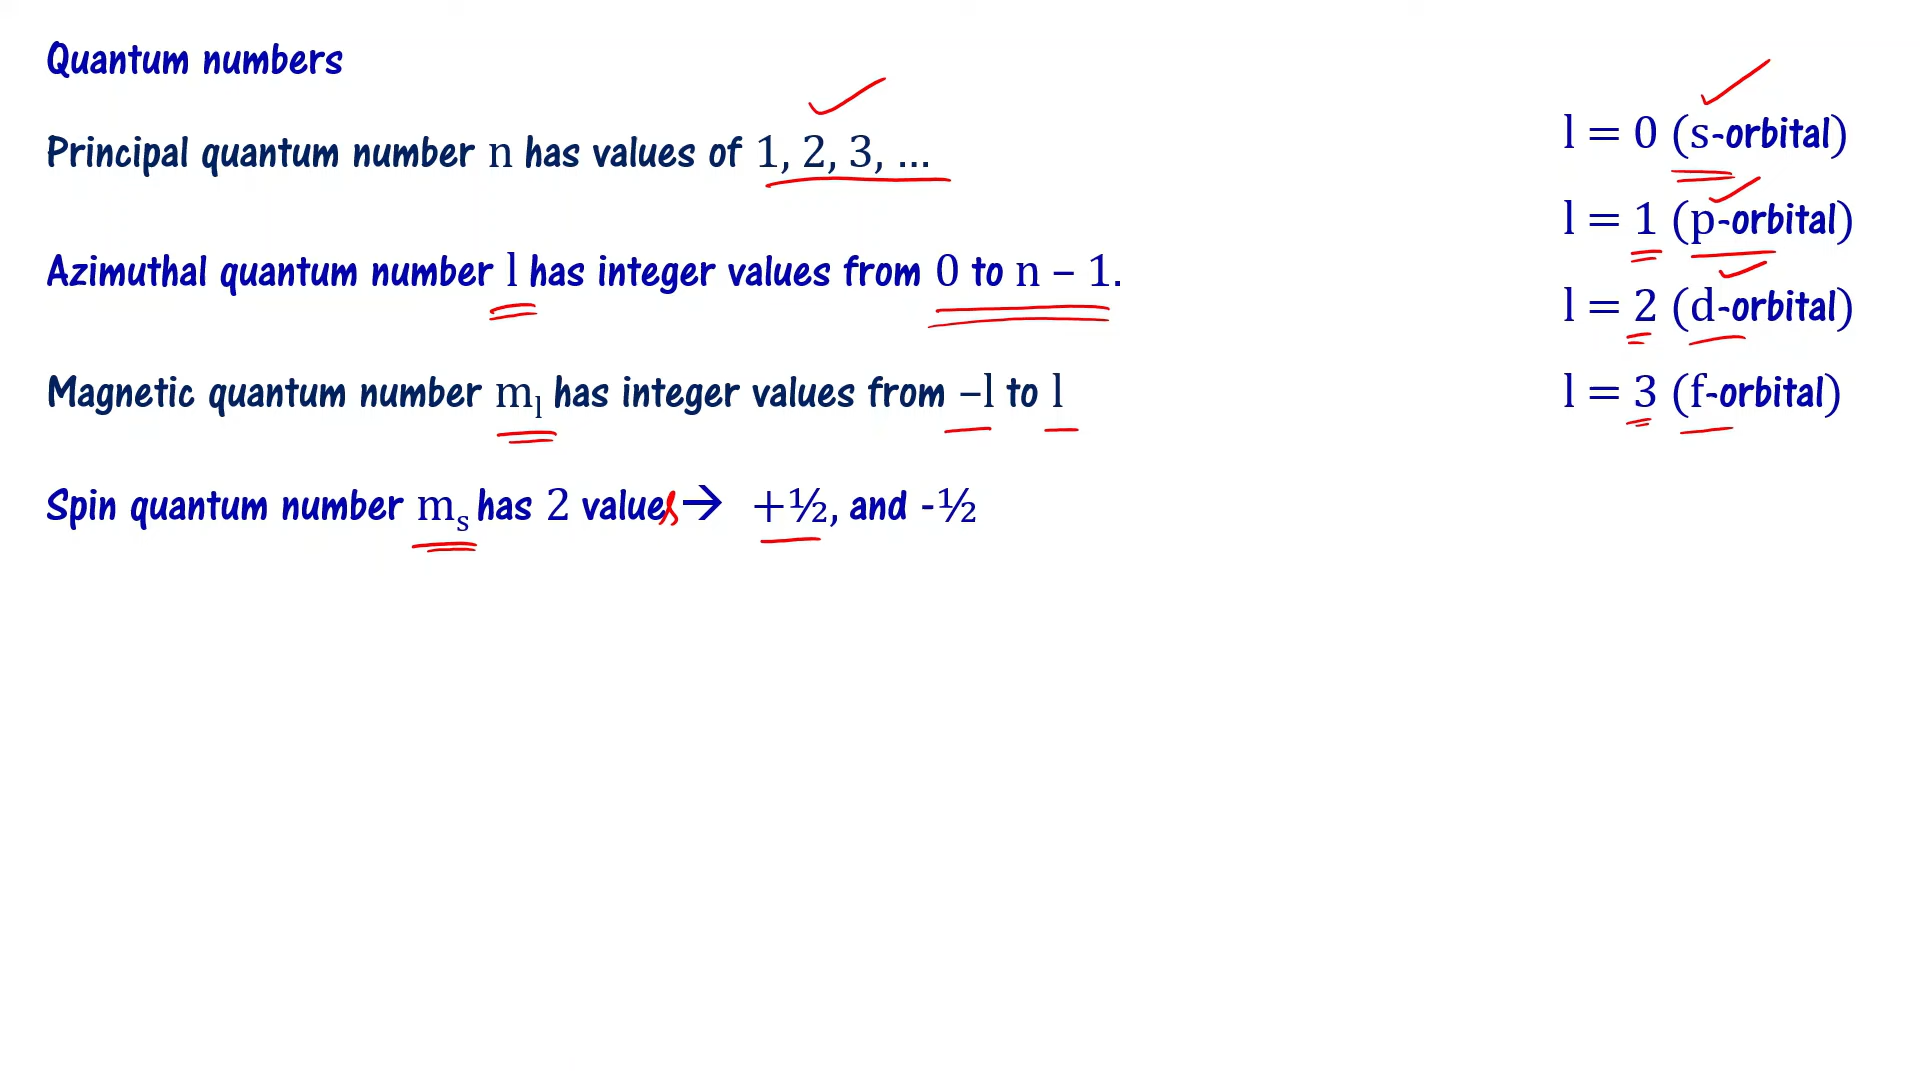 Quantum numbers
Principal quantum number n has values of 1, 2, 3, ...
Azimuthal quantum number l has integer values from 0 to n – 1.
Magnetic quantum number mₗ has integer values from –l to l
Spin quantum number mₛ has 2 values→ +½, and -½
l = 0 (s-orbital)
l = 1 (p-orbital)
l = 2 (d-orbital)
l = 3 (f-orbital)